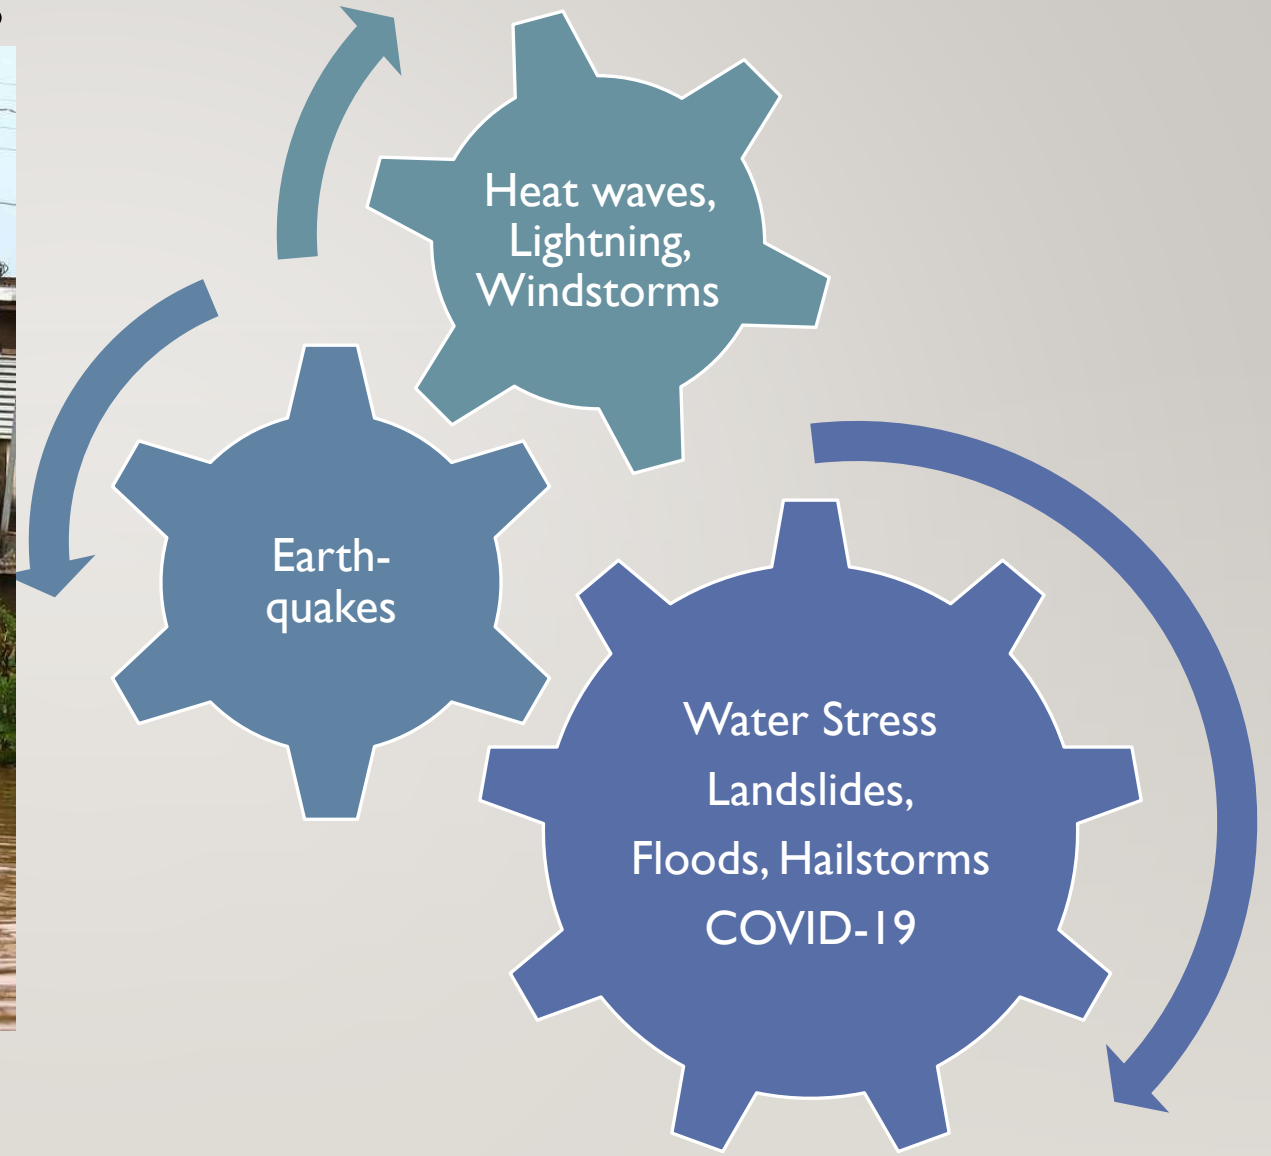 Heat waves,
Lightning,
Windstorms
Earth-
quakes
Water Stress
Landslides,
Floods, Hailstorms
COVID-19